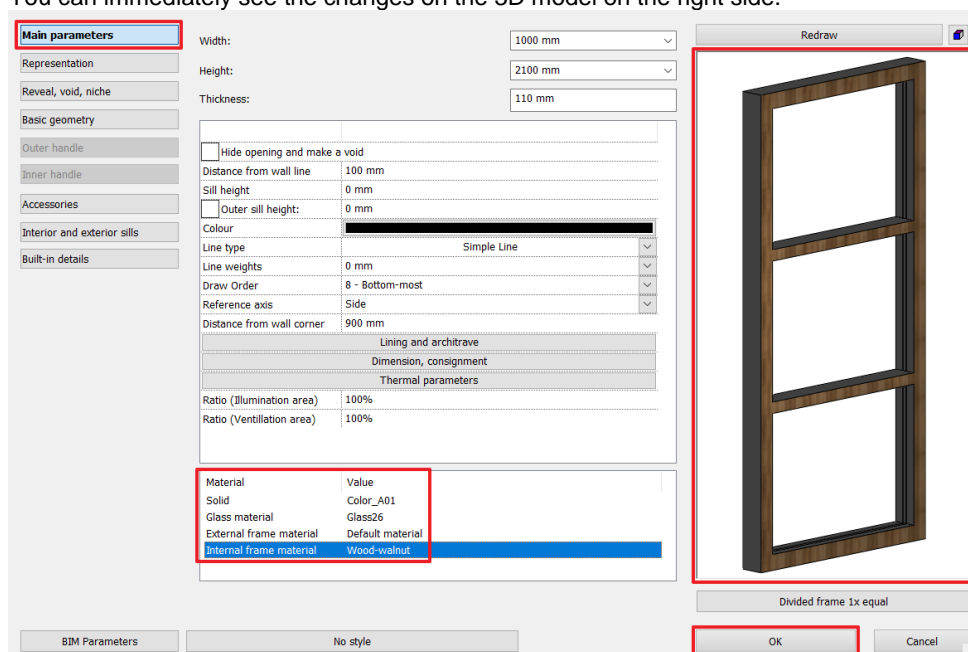 You can immediately see the changes on the 3D model on the right side.
Main parameters
Representation
Reveal, void, niche
Basic geometry
Outer handle
Inner handle
Accessories
Interior and exterior sills
Built-in details
Width: 1000 mm
Height: 2100 mm
Thickness: 110 mm
Hide opening and make a void
Distance from wall line 100 mm
Sill height 0 mm
Outer sill height: 0 mm
Colour
Line type Simple Line
Line weights 0 mm
Draw Order 8 - Bottom-most
Reference axis Side
Distance from wall corner 900 mm
Lining and architrave
Dimension, consignment
Thermal parameters
Ratio (Illumination area) 100%
Ratio (Ventillation area) 100%
Material Value
Solid Color_A01
Glass material Glass26
External frame material Default material
Internal frame material Wood-walnut
Redraw
Divided frame 1x equal
BIM Parameters
No style
OK
Cancel